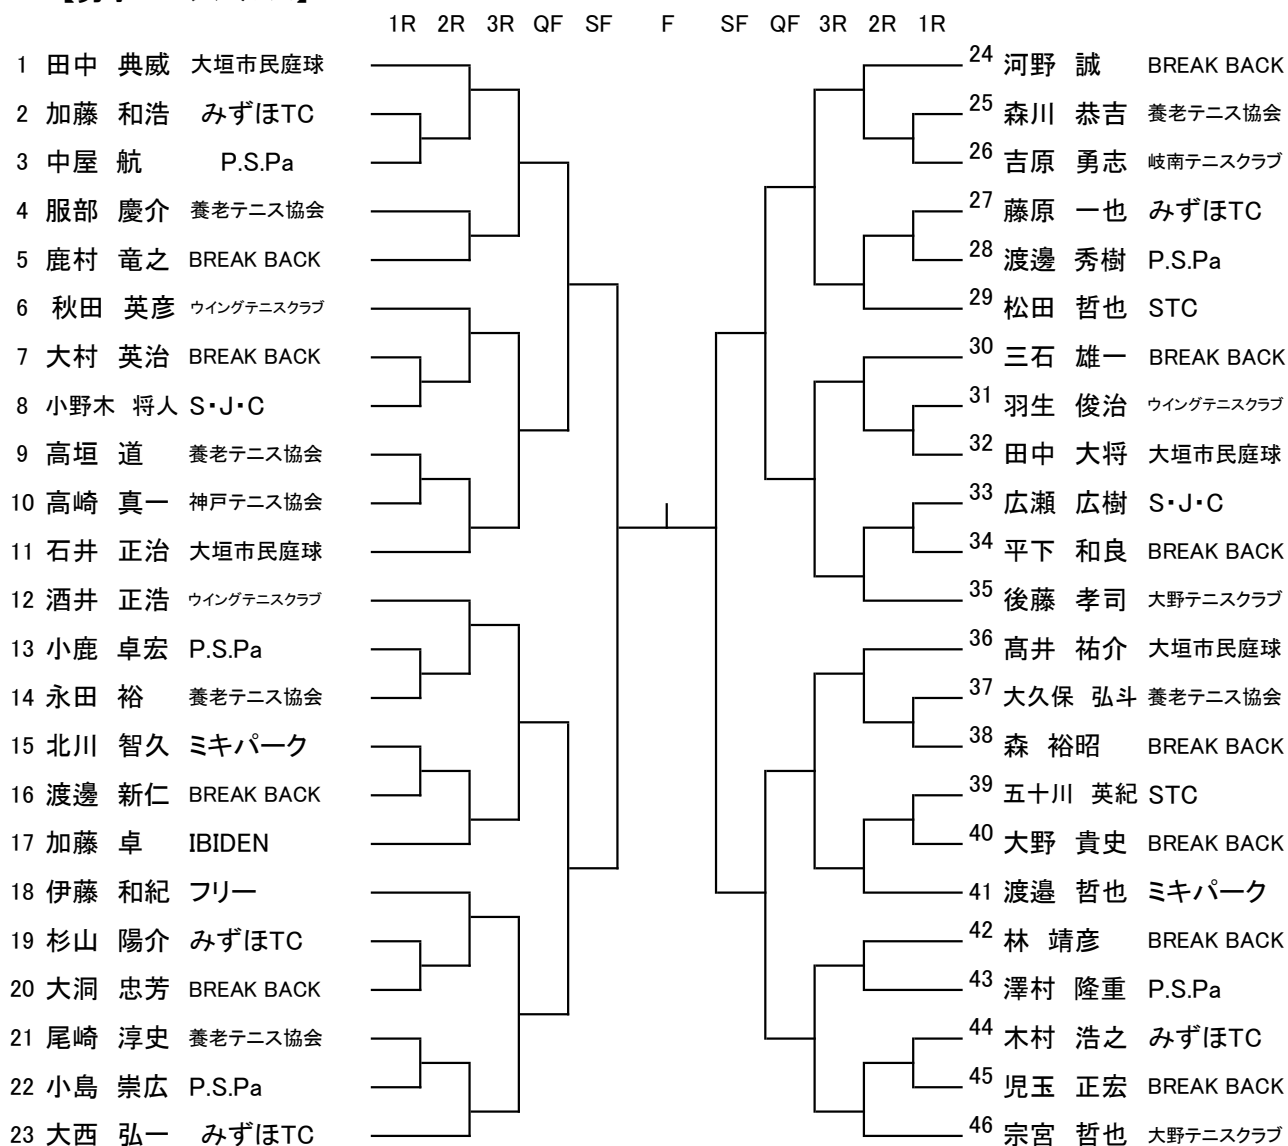 1R 2R 3R QF SF F SF QF 3R 2R 1R
1 田中 典威 大垣市民庭球
2 加藤 和浩 みずほTC
3 中屋 航 P.S.Pa
4 服部 慶介 養老テニス協会
5 鹿村 竜之 BREAK BACK
6 秋田 英彦 ウイングテニスクラブ
7 大村 英治 BREAK BACK
8 小野木 将人 S・J・C
9 高垣 道 養老テニス協会
10 高崎 真一 神戸テニス協会
11 石井 正治 大垣市民庭球
12 酒井 正浩 ウイングテニスクラブ
13 小鹿 卓宏 P.S.Pa
14 永田 裕 養老テニス協会
15 北川 智久 ミキパーク
16 渡邊 新仁 BREAK BACK
17 加藤 卓 IBIDEN
18 伊藤 和紀 フリー
19 杉山 陽介 みずほTC
20 大洞 忠芳 BREAK BACK
21 尾崎 淳史 養老テニス協会
22 小島 崇広 P.S.Pa
23 大西 弘一 みずほTC
24 河野 誠 BREAK BACK
25 森川 恭吉 養老テニス協会
26 吉原 勇志 岐南テニスクラブ
27 藤原 一也 みずほTC
28 渡邊 秀樹 P.S.Pa
29 松田 哲也 STC
30 三石 雄一 BREAK BACK
31 羽生 俊治 ウイングテニスクラブ
32 田中 大将 大垣市民庭球
33 広瀬 広樹 S・J・C
34 平下 和良 BREAK BACK
35 後藤 孝司 大野テニスクラブ
36 髙井 祐介 大垣市民庭球
37 大久保 弘斗 養老テニス協会
38 森 裕昭 BREAK BACK
39 五十川 英紀 STC
40 大野 貴史 BREAK BACK
41 渡邉 哲也 ミキパーク
42 林 靖彦 BREAK BACK
43 澤村 隆重 P.S.Pa
44 木村 浩之 みずほTC
45 児玉 正宏 BREAK BACK
46 宗宮 哲也 大野テニスクラブ